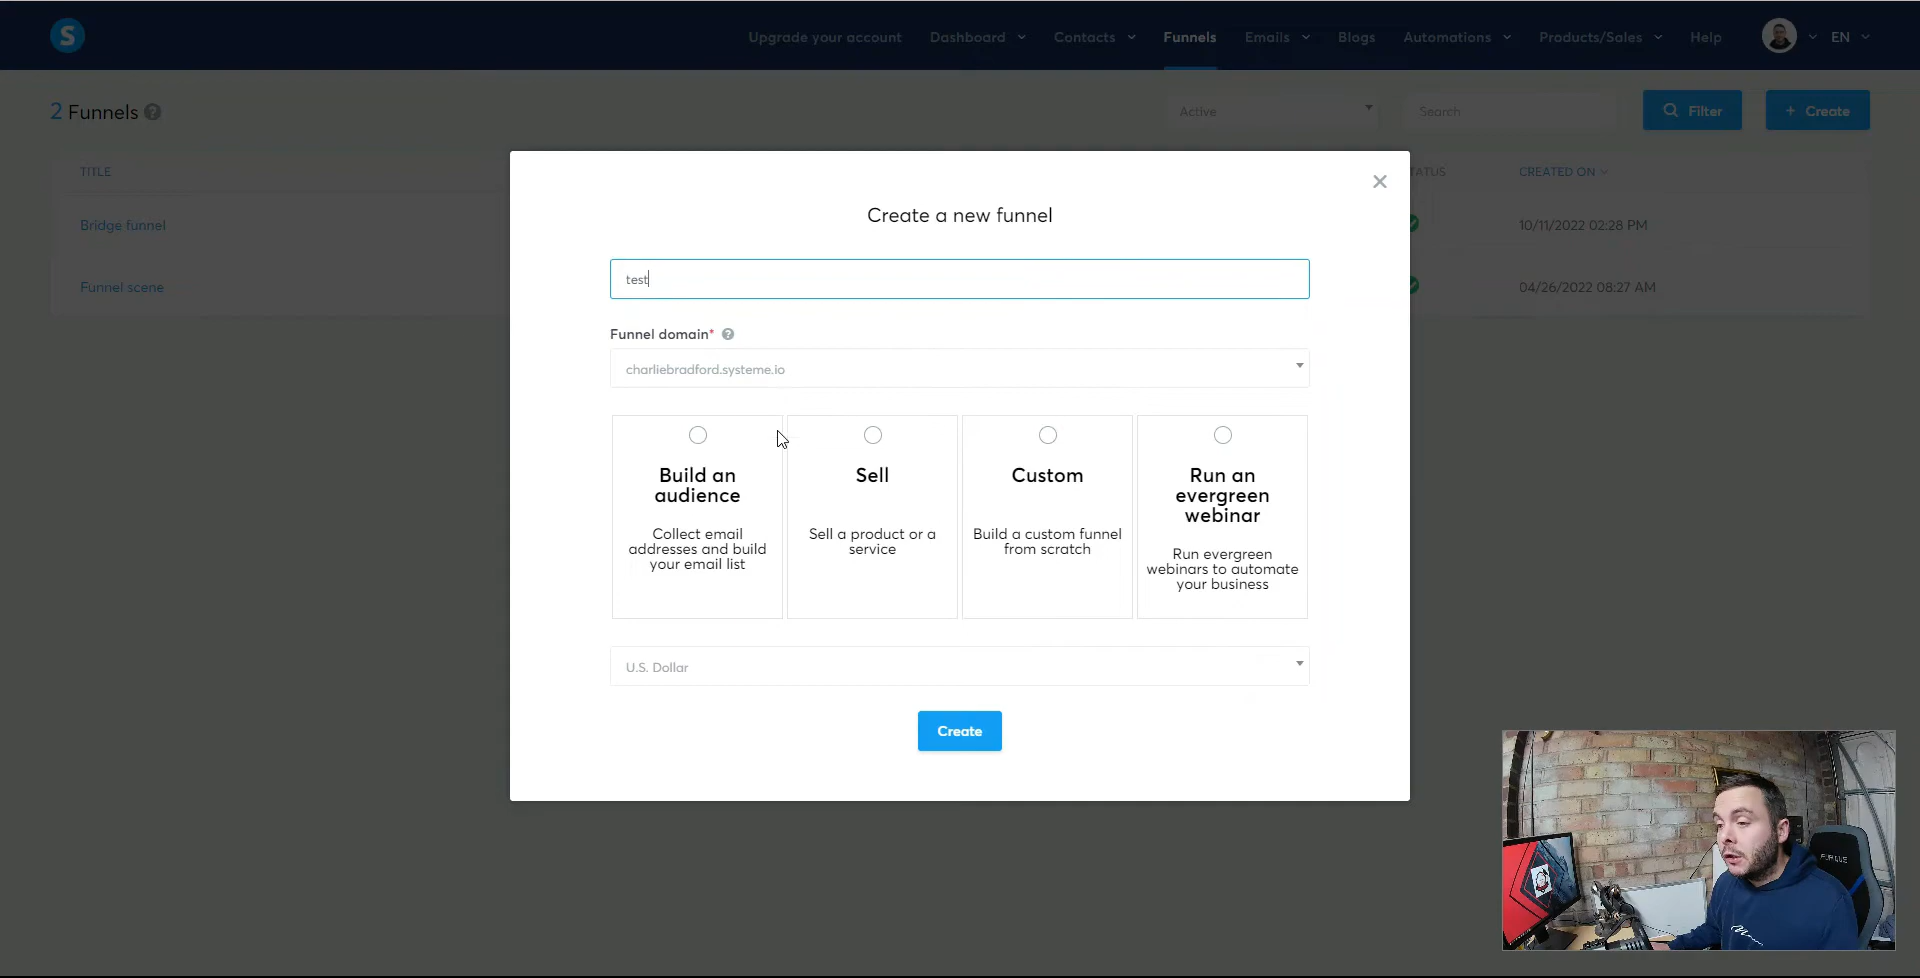 S
Upgrade your account Dashboard Contacts Funnels Emails Blogs Automations Products/Sales Help EN
2 Funnels ?
Active
Search
Filter
+ Create
TITLE
TATUS
CREATED ON
Bridge funnel
10/11/2022 02:28 PM
Funnel scene
04/26/2022 08:27 AM
Create a new funnel
test
Funnel domain* ?
charliebradford.systeme.io
Build an
audience
Collect email
addresses and build
your email list
Sell
Sell a product or a
service
Custom
Build a custom funnel
from scratch
Run an
evergreen
webinar
Run evergreen
webinars to automate
your business
U.S. Dollar
Create